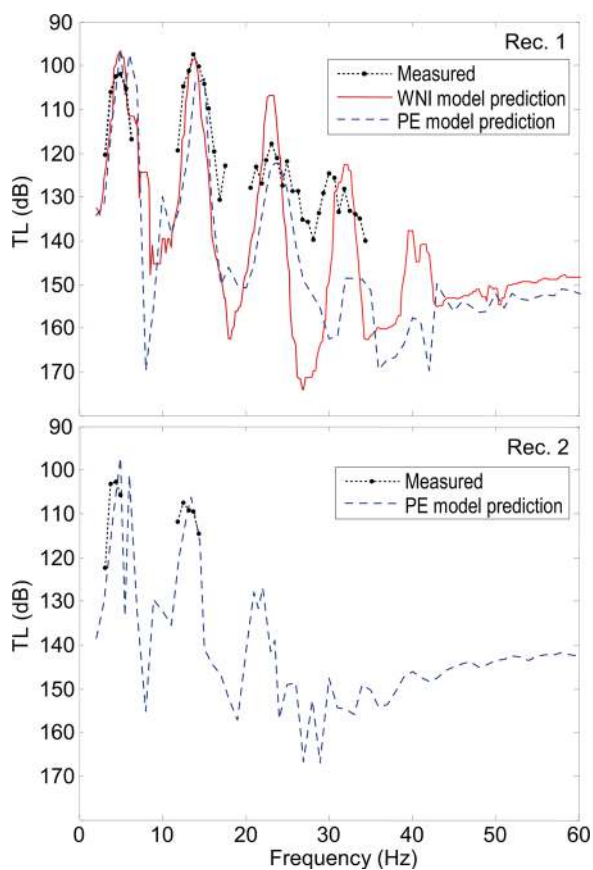 Rec. 1
Measured
WNI model prediction
PE model prediction
TL (dB)
90
100
110
120
130
140
150
160
170
Rec. 2
Measured
PE model prediction
TL (dB)
90
100
110
120
130
140
150
160
170
0 10 20 30 40 50 60
Frequency (Hz)